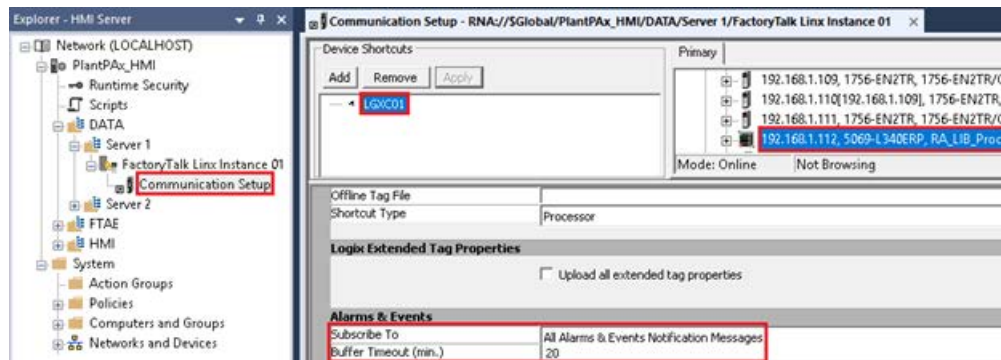 Explorer - HMI Server
Network (LOCALHOST)
PlantPAx_HMI
Runtime Security
Scripts
DATA
Server 1
FactoryTalk Linx Instance 01
Communication Setup
Server 2
FTAE
HMI
System
Action Groups
Policies
Computers and Groups
Networks and Devices
Communication Setup - RNA://$Global/PlantPAx_HMI/DATA/Server 1/FactoryTalk Linx Instance 01
Device Shortcuts
Add Remove Apply
LGXC01
Primary
192.168.1.109, 1756-EN2TR, 1756-EN2TR/
192.168.1.110[192.168.1.109], 1756-EN2TR,
192.168.1.111, 1756-EN2TR, 1756-EN2TR/
192.168.1.112, 5069-L340ERP, RA_LIB_Proc
Mode: Online Not Browsing
Offline Tag File
Shortcut Type Processor
Logix Extended Tag Properties
Upload all extended tag properties
Alarms & Events
Subscribe To All Alarms & Events Notification Messages
Buffer Timeout (min.) 20